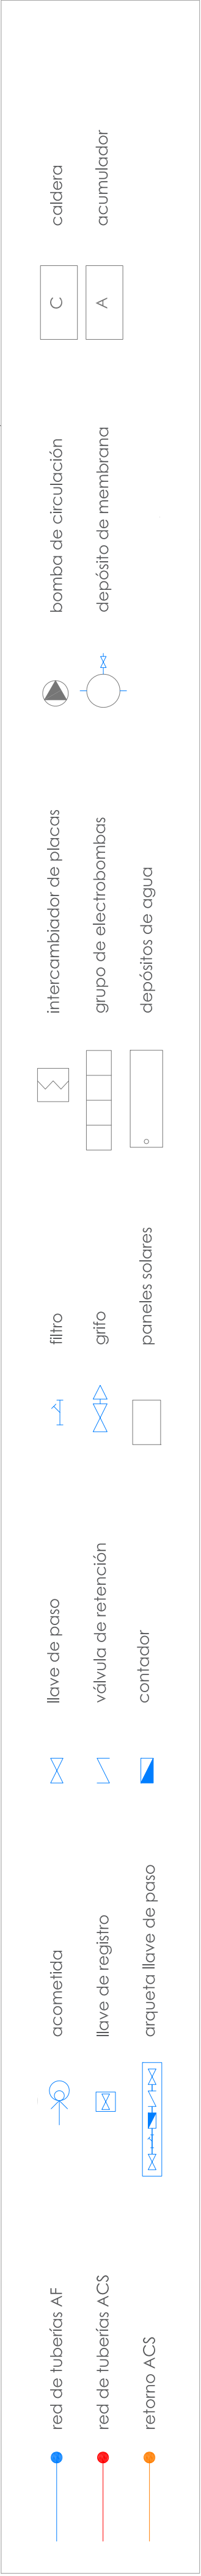 red de tuberías AF
red de tuberías ACS
retorno ACS
acometida
llave de registro
arqueta llave de paso
llave de paso
válvula de retención
contador
filtro
grifo
paneles solares
intercambiador de placas
grupo de electrobombas
depósitos de agua
bomba de circulación
depósito de membrana
C
caldera
A
acumulador